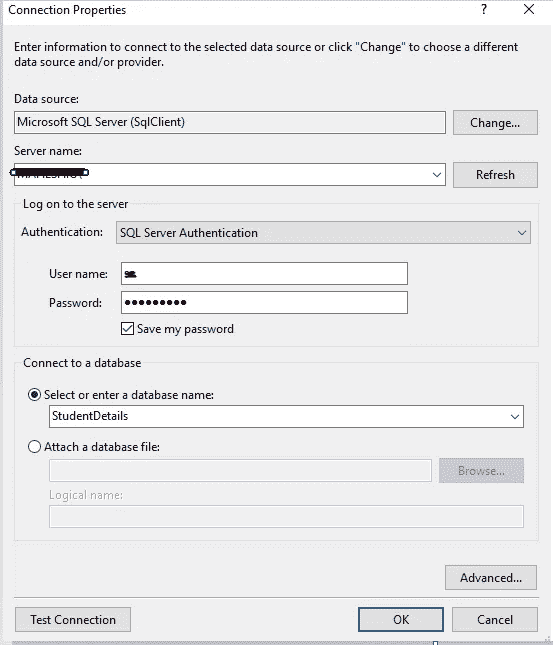 Connection Properties
?
Enter information to connect to the selected data source or click "Change" to choose a different
data source and/or provider.
Data source:
Microsoft SQL Server (SqlClient)
Change...
Server name:
Refresh
Log on to the server
Authentication:
SQL Server Authentication
User name:
Password:
●●●●●●●●●
Save my password
Connect to a database
Select or enter a database name:
StudentDetails
Attach a database file:
Browse...
Logical name:
Advanced...
Test Connection
OK
Cancel